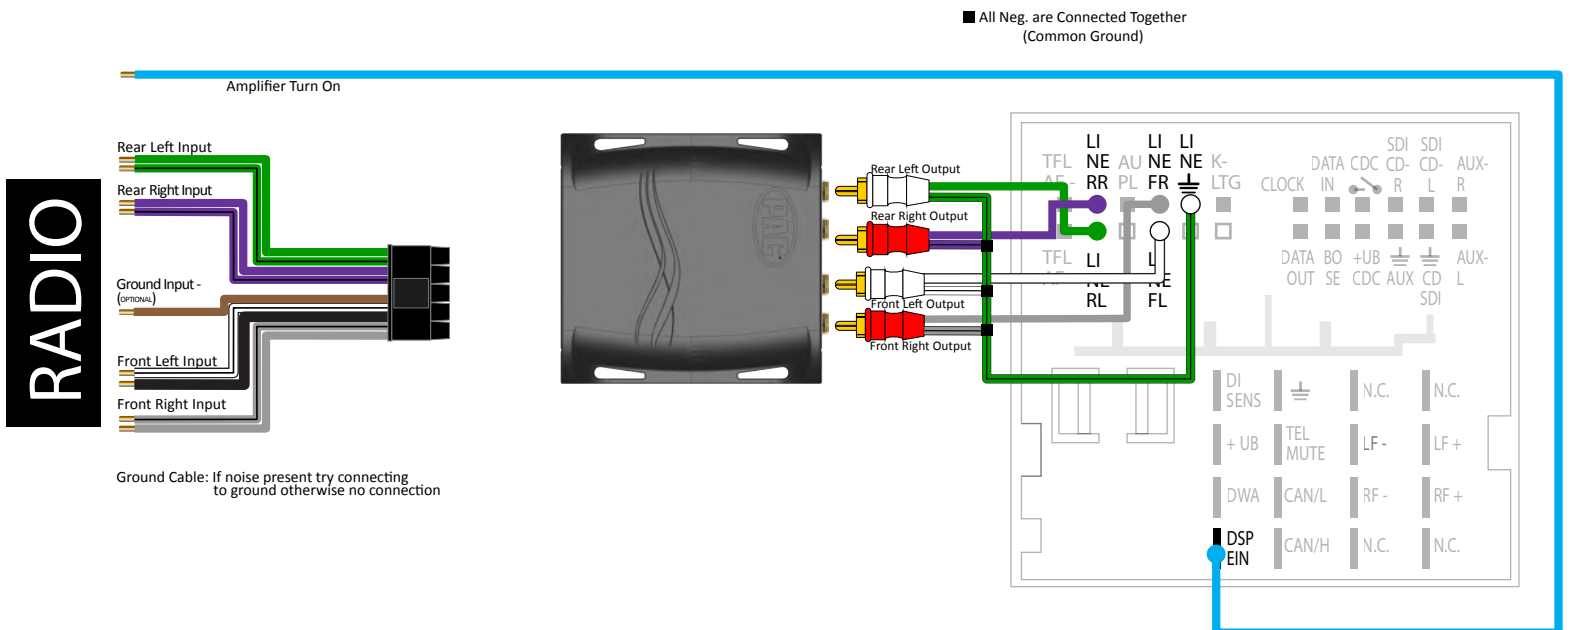 ■ All Neg. are Connected Together
(Common Ground)
Amplifier Turn On
RADIO
Rear Left Input
Rear Right Input
Ground Input -
(OPTIONAL)
Front Left Input
Front Right Input
Ground Cable: If noise present try connecting
to ground otherwise no connection
PAC
Rear Left Output
Rear Right Output
Front Left Output
Front Right Output
TFL
LI
NE
RR
AU
PL
LI
NE
FR
LI
NE
K-
LTG
CLOCK
DATA
IN
CDC
SDI
CD-
R
SDI
CD-
L
AUX-
R
TFL
LI
NE
RL
NE
FL
DATA
OUT
BO
SE
+UB
CDC
AUX
CD
SDI
AUX-
L
DI
SENS
N.C.
N.C.
+ UB
TEL
MUTE
LF -
LF +
DWA
CAN/L
RF -
RF +
DSP
EIN
CAN/H
N.C.
N.C.